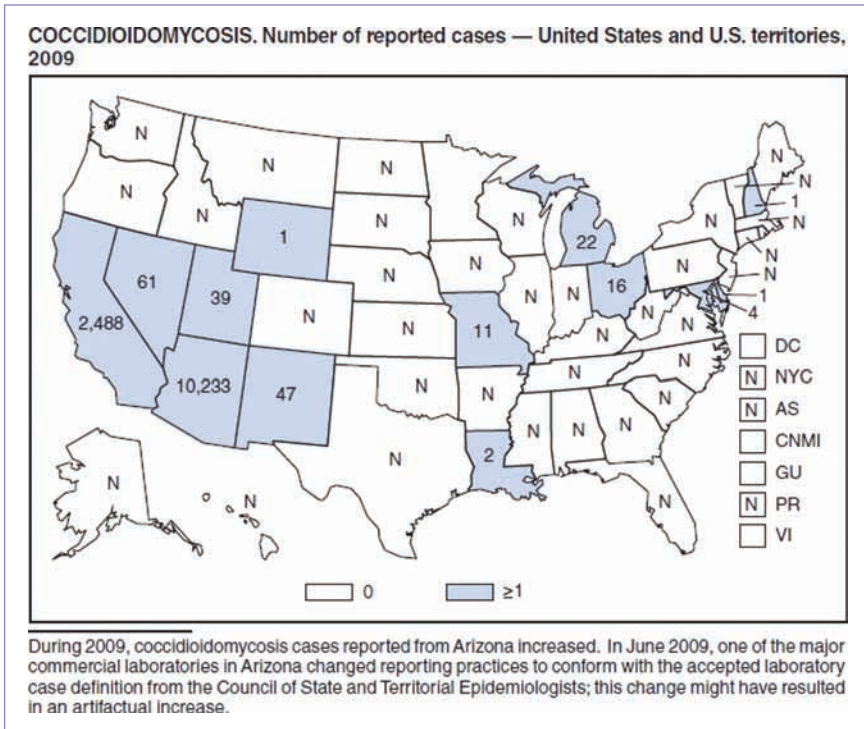 COCCIDIOIDOMYCOSIS. Number of reported cases — United States and U.S. territories,
2009
N
N
N
N
N
1
N
N
N
22
N
N
1
N
N
N
1
4
2,488
61
39
N
N
N
N
11
N
N
16
N
N
N
N
N
10,233
47
N
N
N
N
N
N
N
N
2
N
N
N
N
N
DC
N NYC
N AS
CNMI
GU
N PR
VI
0
≥1
During 2009, coccidioidomycosis cases reported from Arizona increased. In June 2009, one of the major
commercial laboratories in Arizona changed reporting practices to conform with the accepted laboratory
case definition from the Council of State and Territorial Epidemiologists; this change might have resulted
in an artifactual increase.